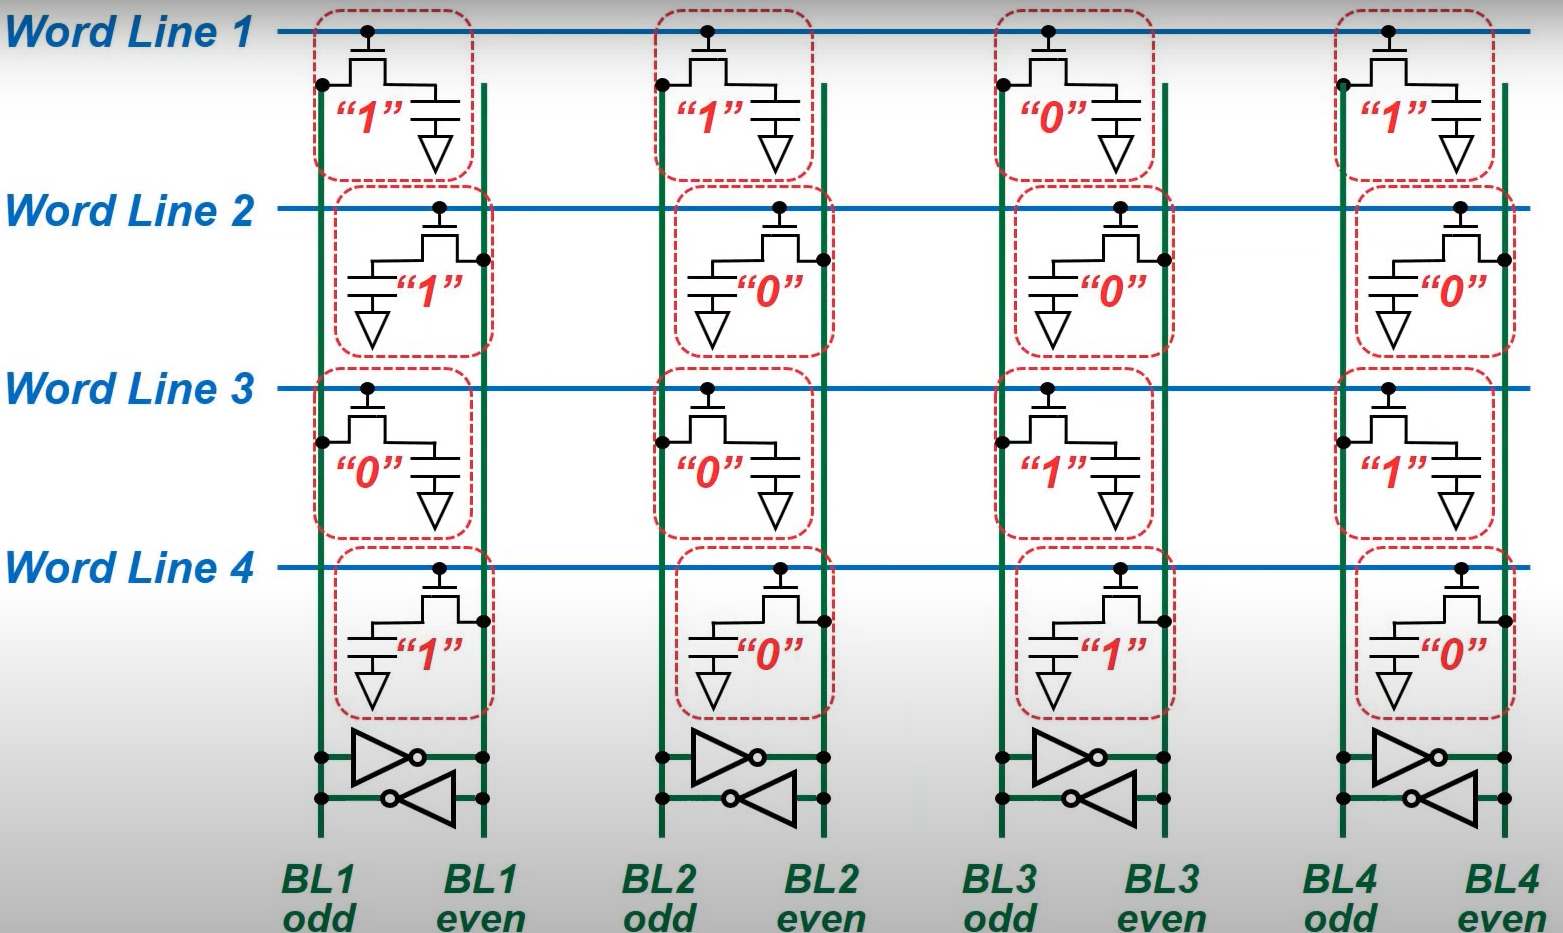 Word Line 1
“1” “1” “0” “1”
Word Line 2
“1” “0” “0” “0”
Word Line 3
“0” “0” “1” “1”
Word Line 4
“1” “0” “1” “0”
BL1 BL1 BL2 BL2 BL3 BL3 BL4 BL4
odd even odd even odd even odd even